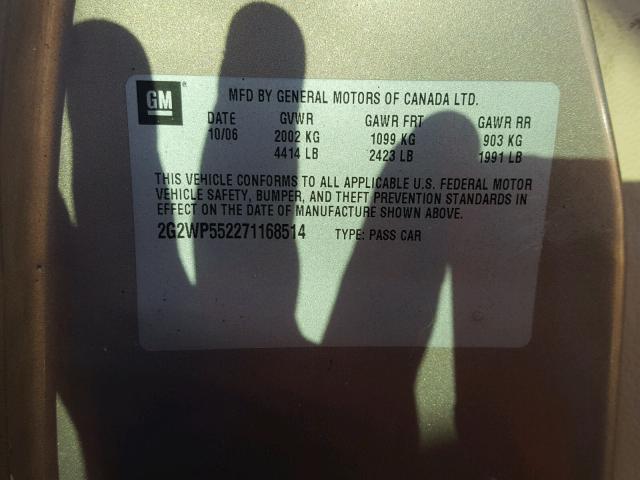 GM
MFD BY GENERAL MOTORS OF CANADA LTD.
DATE GVWR GAWR FRT GAWR RR
10/06 2002 KG 1099 KG 903 KG
4414 LB 2423 LB 1991 LB
THIS VEHICLE CONFORMS TO ALL APPLICABLE U.S. FEDERAL MOTOR
VEHICLE SAFETY, BUMPER, AND THEFT PREVENTION STANDARDS IN
EFFECT ON THE DATE OF MANUFACTURE SHOWN ABOVE.
2G2WP552271168514 TYPE: PASS CAR